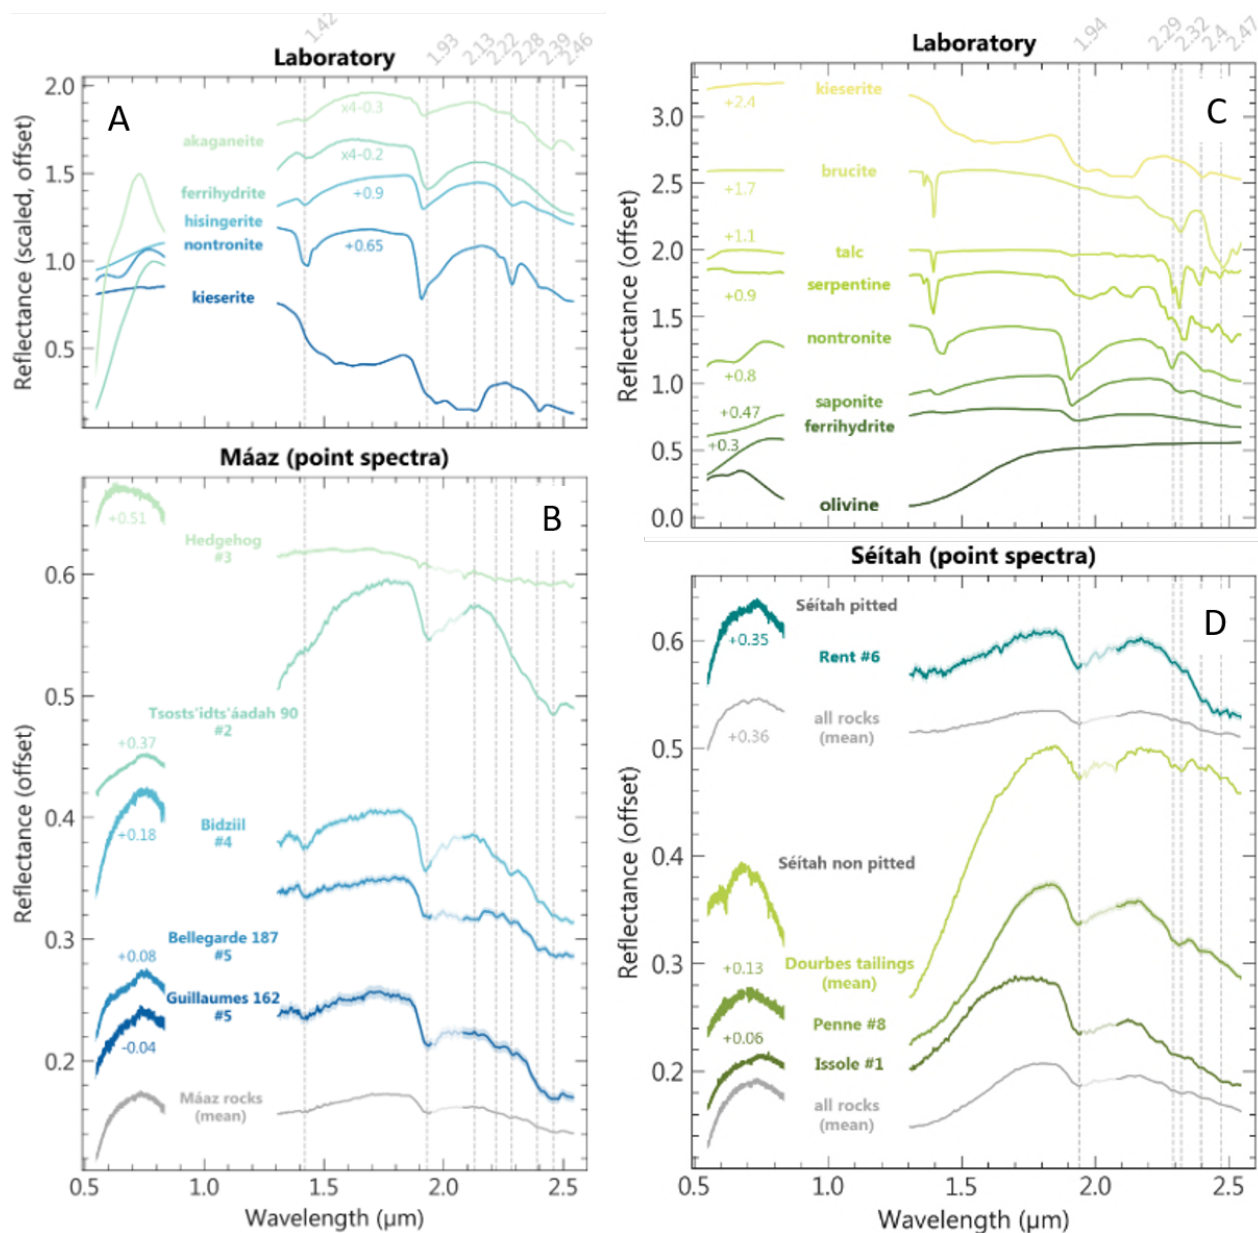 1.42
1.93
2.13
2.22
2.28
2.39
2.46
Laboratory
A
2.0
1.5
1.0
0.5
Reflectance (scaled, offset)
x4-0.3
akaganeite
x4-0.2
ferrihydrite
+0.9
hisingerite
nontronite
+0.65
kieserite
Máaz (point spectra)
B
0.6
0.5
0.4
0.3
0.2
Reflectance (offset)
+0.51
Hedgehog
#3
Tsosts'idts'áadah 90
#2
+0.37
+0.18
Bidziil
#4
Bellegarde 187
#5
+0.08
Guillaumes 162
#5
-0.04
Máaz rocks
(mean)
0.5
1.0
1.5
2.0
2.5
Wavelength (µm)
1.94
2.29
2.32
2.4
2.47
Laboratory
C
3.0
2.5
2.0
1.5
1.0
0.5
0.0
Reflectance (offset)
kieserite
+2.4
brucite
+1.7
+1.1
talc
serpentine
+0.9
nontronite
+0.8
saponite
+0.47
ferrihydrite
+0.3
olivine
Séítah (point spectra)
D
0.6
0.5
0.4
0.3
0.2
Reflectance (offset)
Séítah pitted
+0.35
Rent #6
all rocks
(mean)
+0.36
Séítah non pitted
Dourbes tailings
(mean)
+0.13
Penne #8
+0.06
Issole #1
all rocks
(mean)
0.5
1.0
1.5
2.0
2.5
Wavelength (µm)